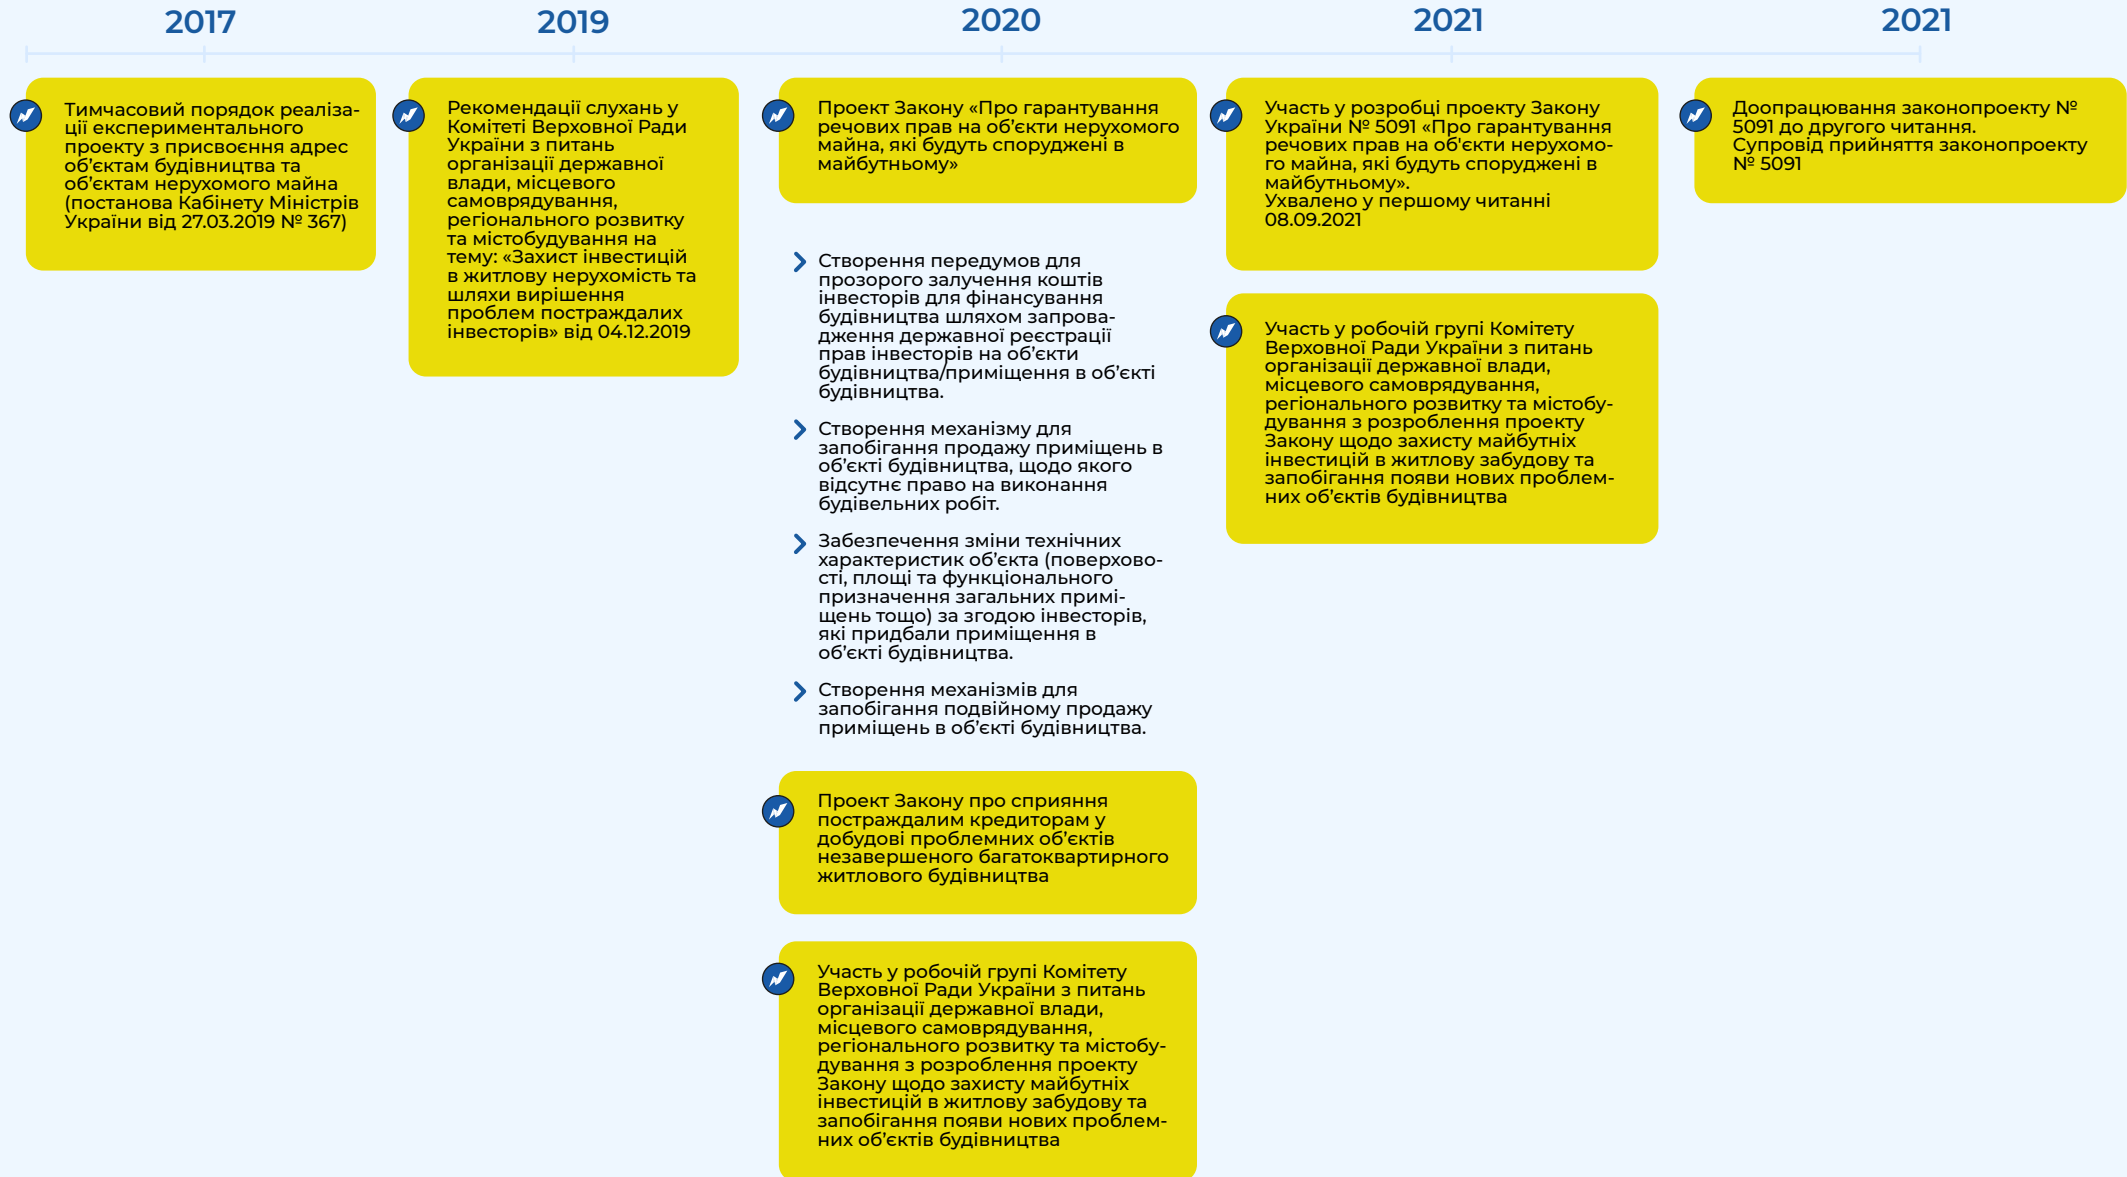 2017
2019
2020
2021
2021
Тимчасовий порядок реаліза-
ції експериментального
проекту з присвоєння адрес
об’єктам будівництва та
об’єктам нерухомого майна
(постанова Кабінету Міністрів
України від 27.03.2019 № 367)
Рекомендації слухань у
Комітеті Верховної Ради
України з питань
організації державної
влади, місцевого
самоврядування,
регіонального розвитку
та містобудування на
тему: «Захист інвестицій
в житлову нерухомість та
шляхи вирішення
проблем постраждалих
інвесторів» від 04.12.2019
Проект Закону «Про гарантування
речових прав на об’єкти нерухомого
майна, які будуть споруджені в
майбутньому»
Створення передумов для
прозорого залучення коштів
інвесторів для фінансування
будівництва шляхом запрова-
дження державної реєстрації
прав інвесторів на об’єкти
будівництва/приміщення в об’єкті
будівництва.
Створення механізму для
запобігання продажу приміщень в
об’єкті будівництва, щодо якого
відсутнє право на виконання
будівельних робіт.
Забезпечення зміни технічних
характеристик об’єкта (поверхово-
сті, площі та функціонального
призначення загальних примі-
щень тощо) за згодою інвесторів,
які придбали приміщення в
об’єкті будівництва.
Створення механізмів для
запобігання подвійному продажу
приміщень в об’єкті будівництва.
Проект Закону про сприяння
постраждалим кредиторам у
добудові проблемних об’єктів
незавершеного багатоквартирного
житлового будівництва
Участь у робочій групі Комітету
Верховної Ради України з питань
організації державної влади,
місцевого самоврядування,
регіонального розвитку та містобу-
дування з розроблення проекту
Закону щодо захисту майбутніх
інвестицій в житлову забудову та
запобігання появи нових проблем-
них об’єктів будівництва
Участь у розробці проекту Закону
України № 5091 «Про гарантування
речових прав на об'єкти нерухомо-
го майна, які будуть споруджені в
майбутньому».
Ухвалено у першому читанні
08.09.2021
Участь у робочій групі Комітету
Верховної Ради України з питань
організації державної влади,
місцевого самоврядування,
регіонального розвитку та містобу-
дування з розроблення проекту
Закону щодо захисту майбутніх
інвестицій в житлову забудову та
запобігання появи нових проблем-
них об’єктів будівництва
Доопрацювання законопроекту №
5091 до другого читання.
Супровід прийняття законопроекту
№ 5091